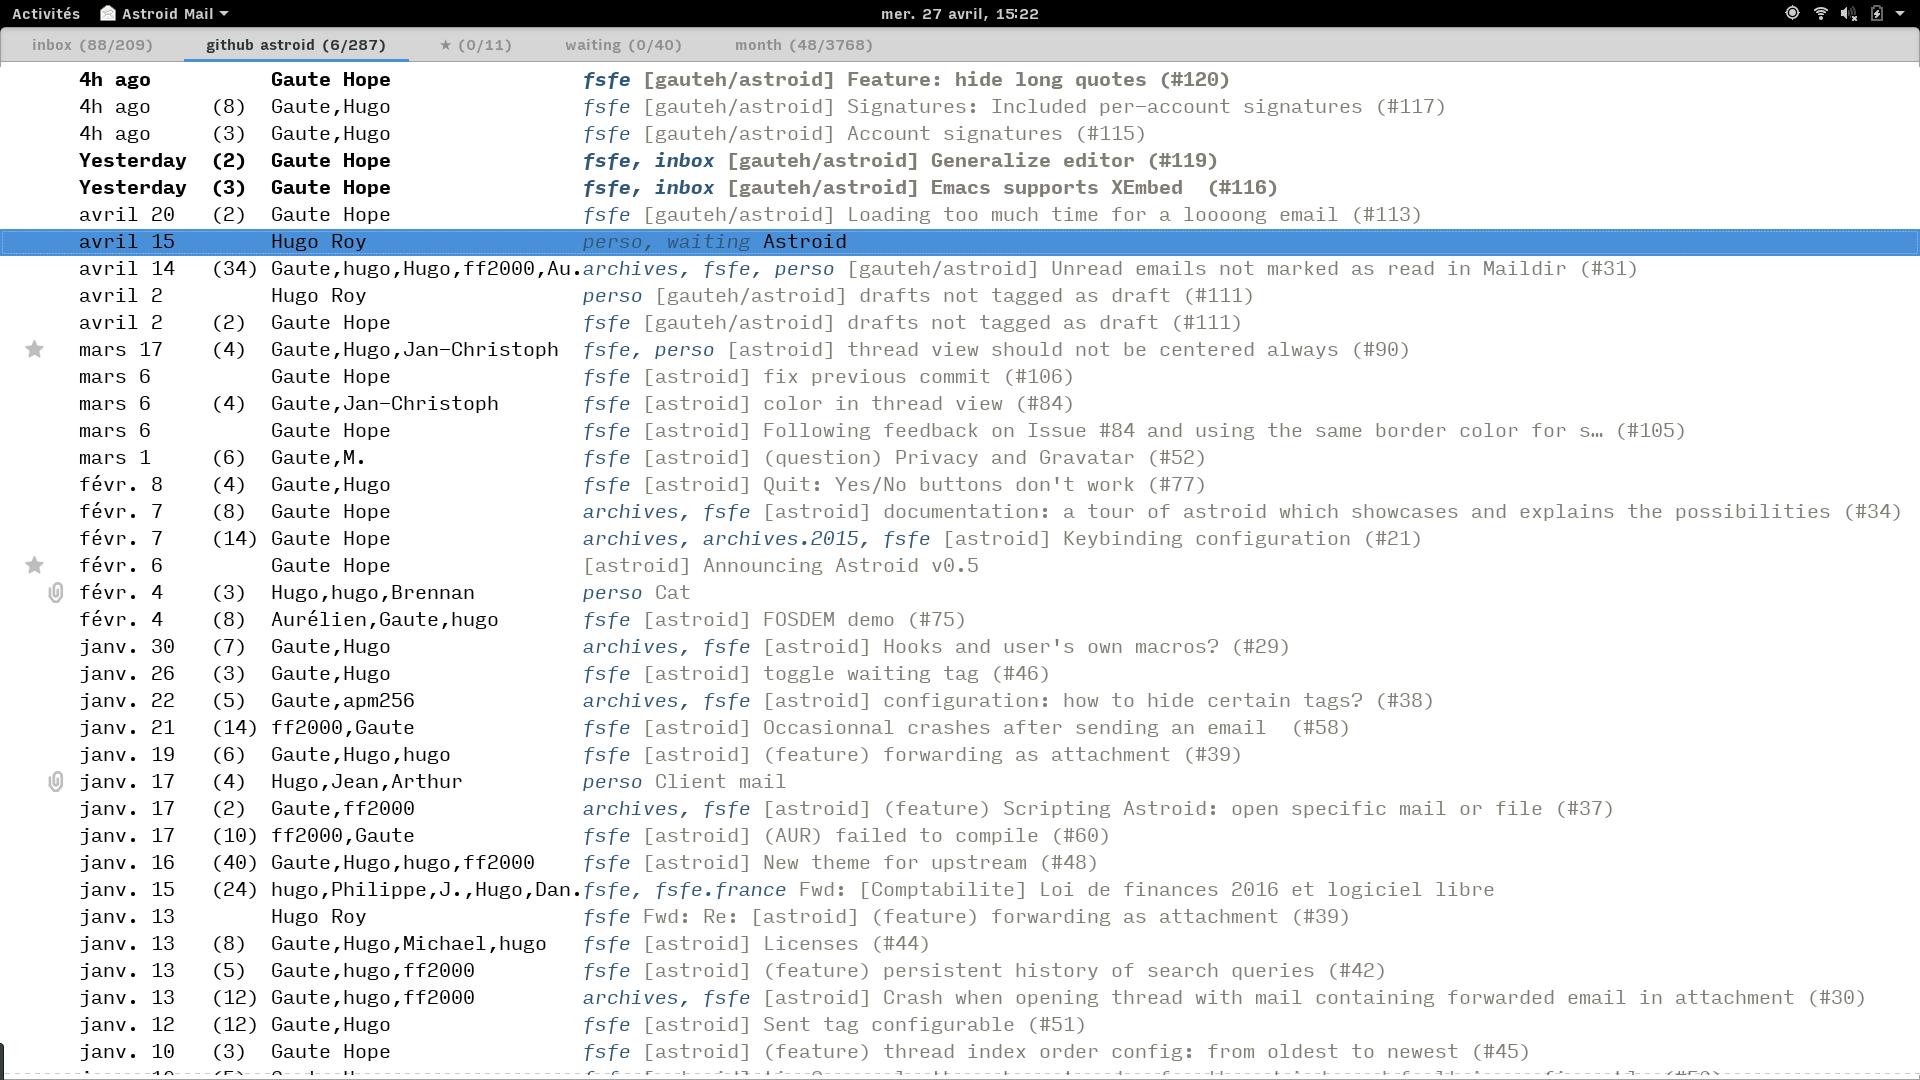 Activités Astroid Mail mer. 27 avril, 15:22
inbox (88/209) github astroid (6/287) ★ (0/11) waiting (0/40) month (48/3768)
4h ago Gaute Hope fsfe [gauteh/astroid] Feature: hide long quotes (#120)
4h ago (8) Gaute,Hugo fsfe [gauteh/astroid] Signatures: Included per-account signatures (#117)
4h ago (3) Gaute,Hugo fsfe [gauteh/astroid] Account signatures (#115)
Yesterday (2) Gaute Hope fsfe, inbox [gauteh/astroid] Generalize editor (#119)
Yesterday (3) Gaute Hope fsfe, inbox [gauteh/astroid] Emacs supports XEmbed (#116)
avril 20 (2) Gaute Hope fsfe [gauteh/astroid] Loading too much time for a loooong email (#113)
avril 15 Hugo Roy perso, waiting Astroid
avril 14 (34) Gaute,hugo,Hugo,ff2000,Au. archives, fsfe, perso [gauteh/astroid] Unread emails not marked as read in Maildir (#31)
avril 2 Hugo Roy perso [gauteh/astroid] drafts not tagged as draft (#111)
avril 2 (2) Gaute Hope fsfe [gauteh/astroid] drafts not tagged as draft (#111)
mars 17 (4) Gaute,Hugo,Jan-Christoph fsfe, perso [astroid] thread view should not be centered always (#90)
mars 6 Gaute Hope fsfe [astroid] fix previous commit (#106)
mars 6 (4) Gaute,Jan-Christoph fsfe [astroid] color in thread view (#84)
mars 6 Gaute Hope fsfe [astroid] Following feedback on Issue #84 and using the same border color for s… (#105)
mars 1 (6) Gaute,M. fsfe [astroid] (question) Privacy and Gravatar (#52)
févr. 8 (4) Gaute,Hugo fsfe [astroid] Quit: Yes/No buttons don't work (#77)
févr. 7 (8) Gaute Hope archives, fsfe [astroid] documentation: a tour of astroid which showcases and explains the possibilities (#34)
févr. 7 (14) Gaute Hope archives, archives.2015, fsfe [astroid] Keybinding configuration (#21)
févr. 6 Gaute Hope [astroid] Announcing Astroid v0.5
févr. 4 (3) Hugo,hugo,Brennan perso Cat
févr. 4 (8) Aurélien,Gaute,hugo fsfe [astroid] FOSDEM demo (#75)
janv. 30 (7) Gaute,Hugo archives, fsfe [astroid] Hooks and user's own macros? (#29)
janv. 26 (3) Gaute,Hugo fsfe [astroid] toggle waiting tag (#46)
janv. 22 (5) Gaute,apm256 archives, fsfe [astroid] configuration: how to hide certain tags? (#38)
janv. 21 (14) ff2000,Gaute fsfe [astroid] Occasionnal crashes after sending an email (#58)
janv. 19 (6) Gaute,Hugo,hugo fsfe [astroid] (feature) forwarding as attachment (#39)
janv. 17 (4) Hugo,Jean,Arthur perso Client mail
janv. 17 (2) Gaute,ff2000 archives, fsfe [astroid] (feature) Scripting Astroid: open specific mail or file (#37)
janv. 17 (10) ff2000,Gaute fsfe [astroid] (AUR) failed to compile (#60)
janv. 16 (40) Gaute,Hugo,hugo,ff2000 fsfe [astroid] New theme for upstream (#48)
janv. 15 (24) hugo,Philippe,J.,Hugo,Dan. fsfe, fsfe.france Fwd: [Comptabilite] Loi de finances 2016 et logiciel libre
janv. 13 Hugo Roy fsfe Fwd: Re: [astroid] (feature) forwarding as attachment (#39)
janv. 13 (8) Gaute,Hugo,Michael,hugo fsfe [astroid] Licenses (#44)
janv. 13 (5) Gaute,hugo,ff2000 fsfe [astroid] (feature) persistent history of search queries (#42)
janv. 13 (12) Gaute,hugo,ff2000 archives, fsfe [astroid] Crash when opening thread with mail containing forwarded email in attachment (#30)
janv. 12 (12) Gaute,Hugo fsfe [astroid] Sent tag configurable (#51)
janv. 10 (3) Gaute Hope fsfe [astroid] (feature) thread index order config: from oldest to newest (#45)